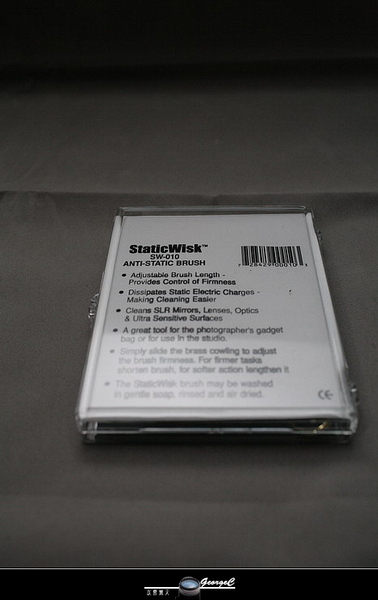 StaticWisk™
SW-010
ANTI-STATIC BRUSH
• Adjustable Brush Length -
Provides Control of Firmness
• Dissipates Static Electric Charges -
Making Cleaning Easier
• Cleans SLR Mirrors, Lenses, Optics
& Ultra Sensitive Surfaces
• A great tool for the photographer's gadget
bag or for use in the studio.
• Simply slide the brass cowling to adjust
the brush firmness. For firmer tasks
shorten brush, for softer action lengthen it.
• The StaticWisk brush may be washed
in gentle soap, rinsed and air dried.
CE
GeorgeC